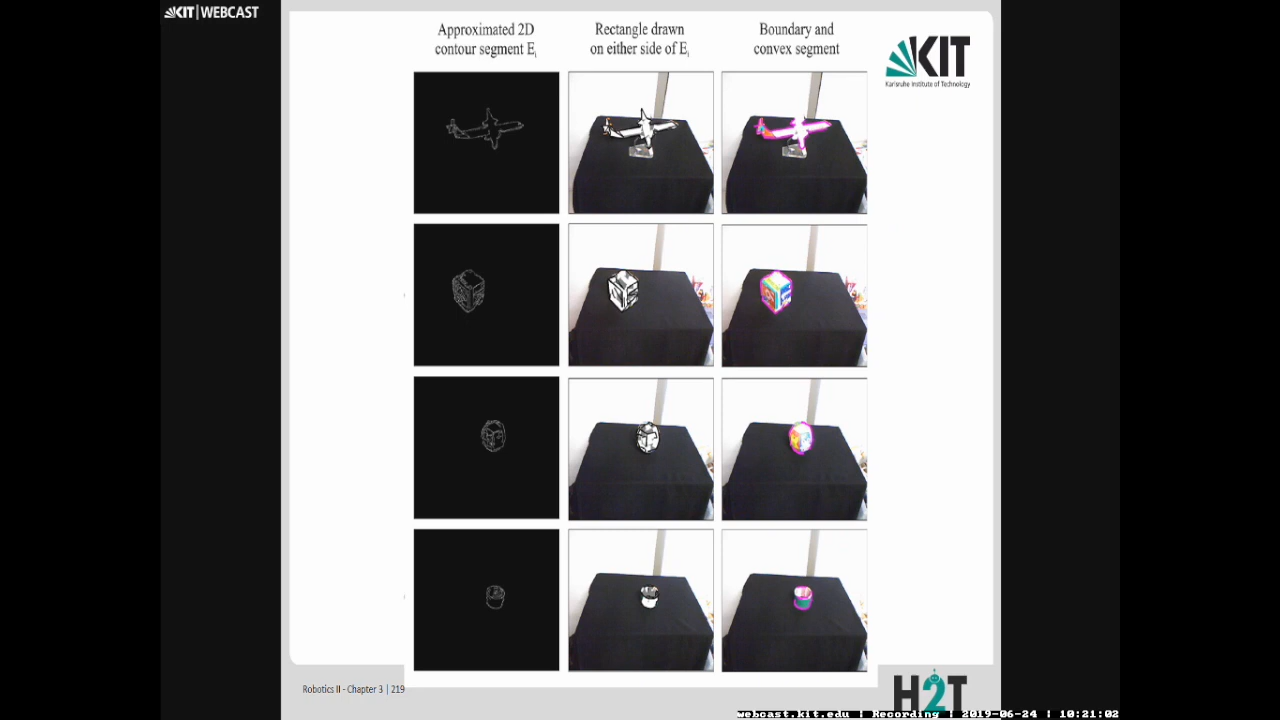 KIT | WEBCAST
Approximated 2D
contour segment Ei
Rectangle drawn
on either side of Ei
Boundary and
convex segment
KIT
Karlsruhe Institute of Technology
Robotics II - Chapter 3 | 219
H2T
webcast.kit.edu | Recording | 2019-06-24 | 10:21:02